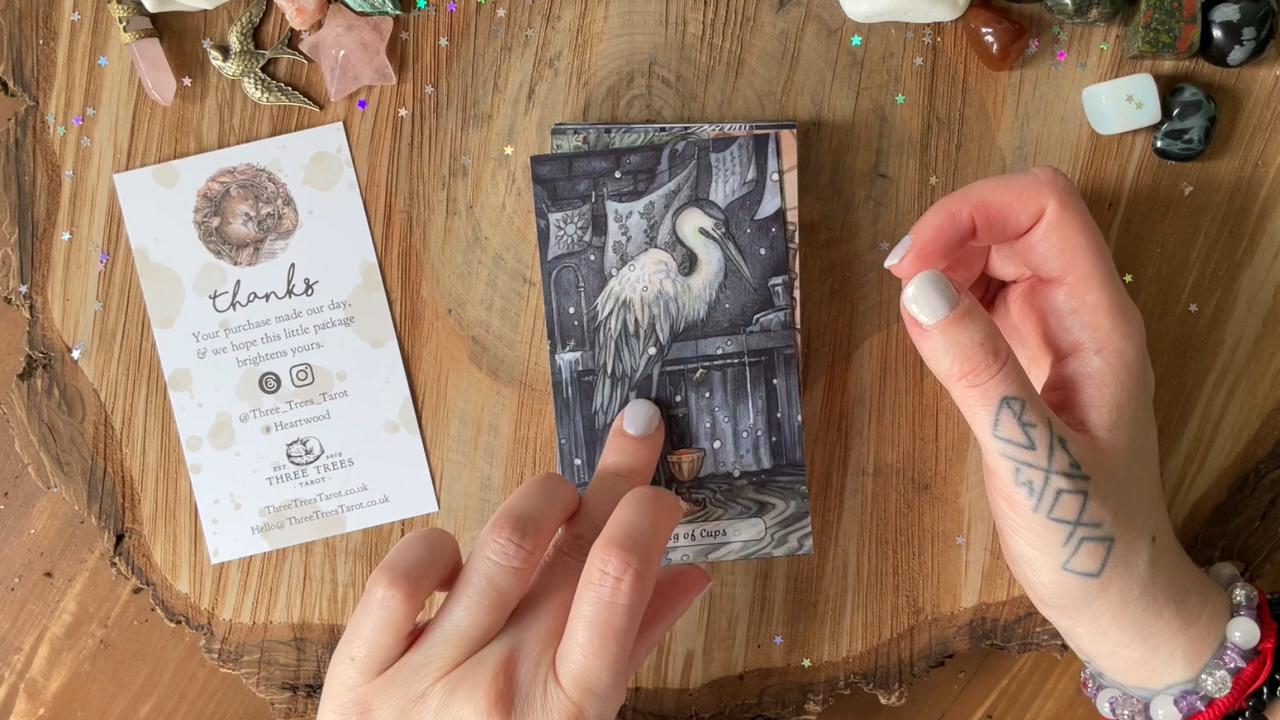 thanks
Your purchase made our day,
& we hope this little package
brightens yours.
@Three_Trees_Tarot
# Heartwood
EST. 2019
THREE TREES
· TAROT ·
ThreeTreesTarot.co.uk
Hello@ThreeTreesTarot.co.uk
of Cups